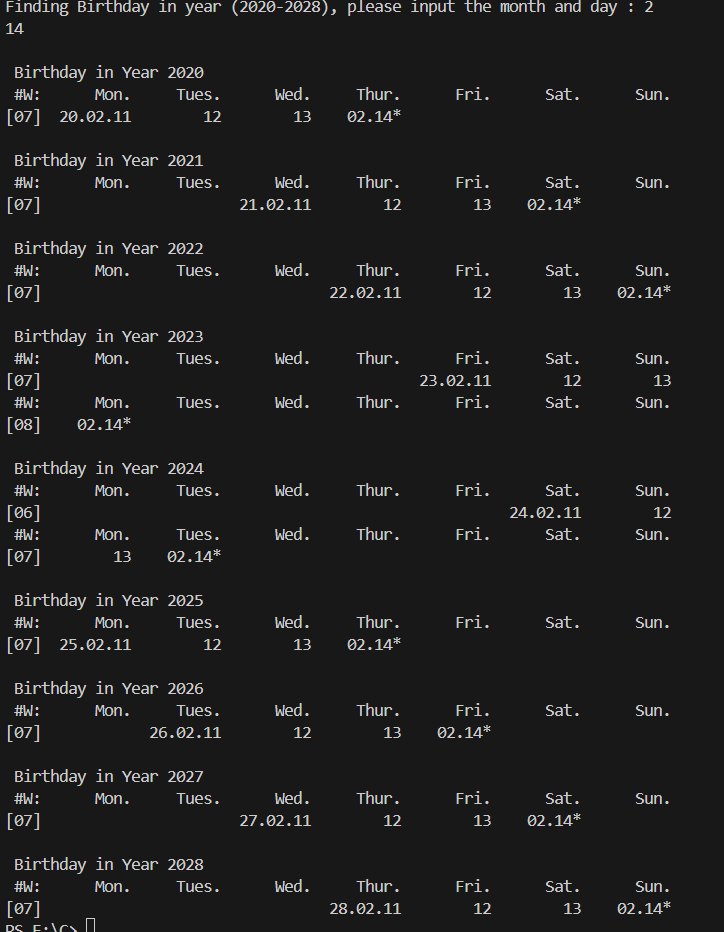 Finding Birthday in year (2020-2028), please input the month and day : 2
14
Birthday in Year 2020
#W: Mon. Tues. Wed. Thur. Fri. Sat. Sun.
[07] 20.02.11 12 13 02.14*
Birthday in Year 2021
#W: Mon. Tues. Wed. Thur. Fri. Sat. Sun.
[07] 21.02.11 12 13 02.14*
Birthday in Year 2022
#W: Mon. Tues. Wed. Thur. Fri. Sat. Sun.
[07] 22.02.11 12 13 02.14*
Birthday in Year 2023
#W: Mon. Tues. Wed. Thur. Fri. Sat. Sun.
[07] 23.02.11 12 13
#W: Mon. Tues. Wed. Thur. Fri. Sat. Sun.
[08] 02.14*
Birthday in Year 2024
#W: Mon. Tues. Wed. Thur. Fri. Sat. Sun.
[06] 24.02.11 12
#W: Mon. Tues. Wed. Thur. Fri. Sat. Sun.
[07] 13 02.14*
Birthday in Year 2025
#W: Mon. Tues. Wed. Thur. Fri. Sat. Sun.
[07] 25.02.11 12 13 02.14*
Birthday in Year 2026
#W: Mon. Tues. Wed. Thur. Fri. Sat. Sun.
[07] 26.02.11 12 13 02.14*
Birthday in Year 2027
#W: Mon. Tues. Wed. Thur. Fri. Sat. Sun.
[07] 27.02.11 12 13 02.14*
Birthday in Year 2028
#W: Mon. Tues. Wed. Thur. Fri. Sat. Sun.
[07] 28.02.11 12 13 02.14*
PS E:\C>